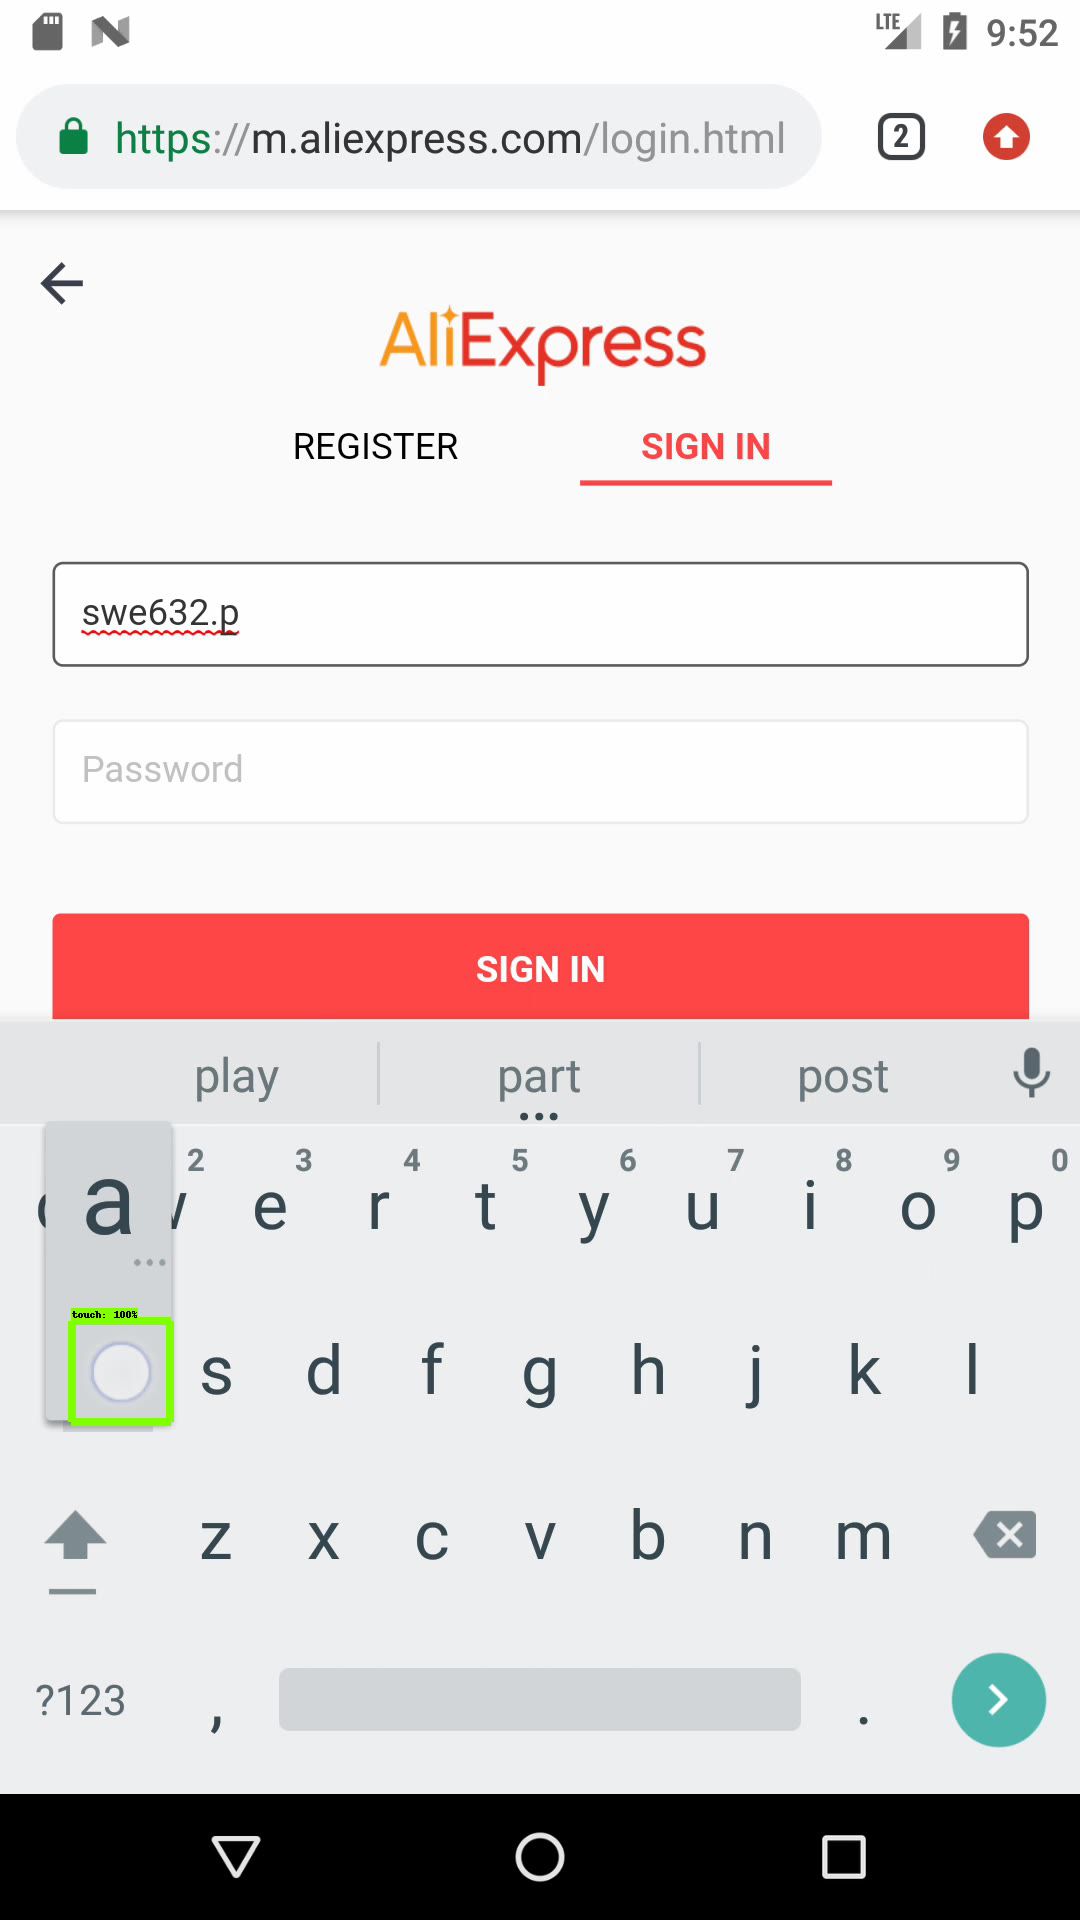 LTE 9:52
https://m.aliexpress.com/login.html 2
AliExpress
REGISTER SIGN IN
swe632.p
Password
SIGN IN
play part post
2 3 4 5 6 7 8 9 0
a e r t y u i o p
touch: 100%
s d f g h j k l
z x c v b n m
?123 , .